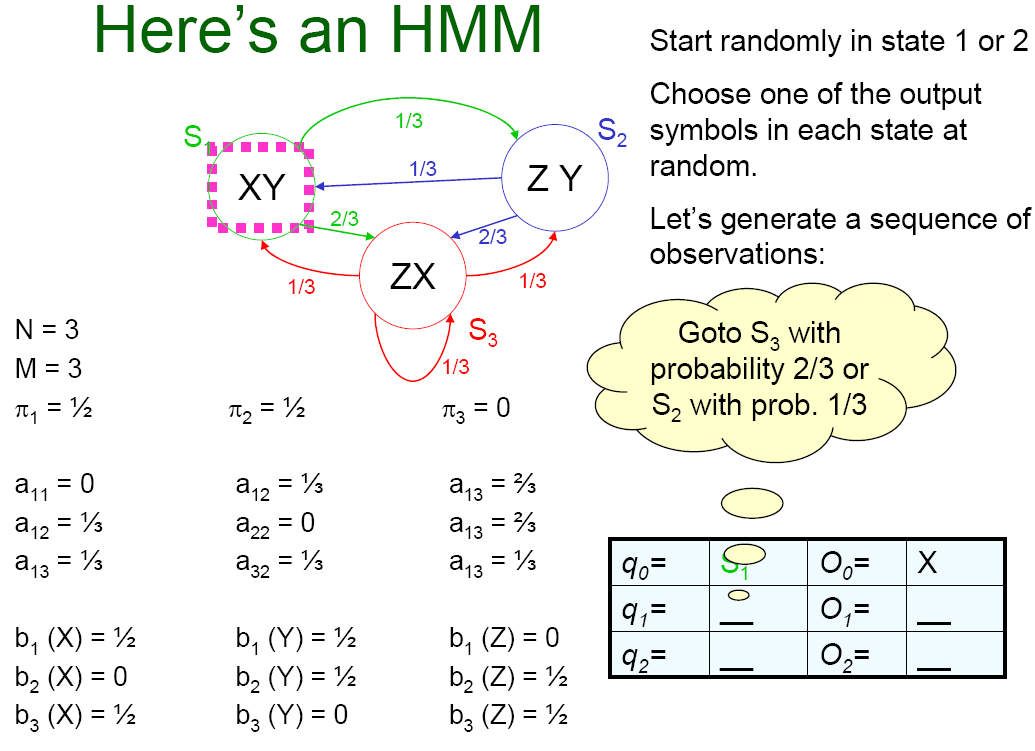 Here's an HMM
Start randomly in state 1 or 2
Choose one of the output
symbols in each state at
random.
Let's generate a sequence of
observations:
S₁
1/3
S₂
XY
1/3
Z Y
2/3
2/3
ZX
1/3
1/3
S₃
1/3
Goto S₃ with
probability 2/3 or
S₂ with prob. 1/3
N = 3
M = 3
π₁ = ½ π₂ = ½ π₃ = 0
a₁₁ = 0 a₁₂ = ⅓ a₁₃ = ⅔
a₁₂ = ⅓ a₂₂ = 0 a₁₃ = ⅔
a₁₃ = ⅓ a₃₂ = ⅓ a₁₃ = ⅓
b₁ (X) = ½ b₁ (Y) = ½ b₁ (Z) = 0
b₂ (X) = 0 b₂ (Y) = ½ b₂ (Z) = ½
b₃ (X) = ½ b₃ (Y) = 0 b₃ (Z) = ½
q₀= S₁ O₀= X
q₁= __ O₁= __
q₂= __ O₂= __